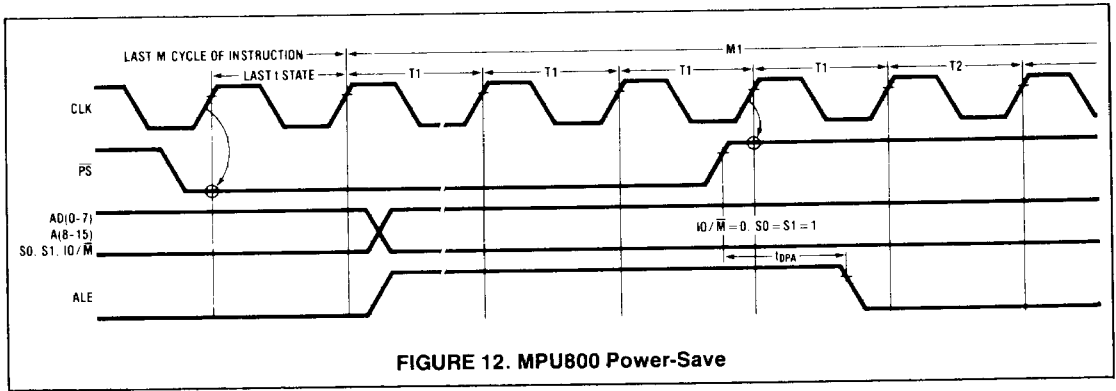 LAST M CYCLE OF INSTRUCTION
M1
LAST t STATE
T1
T1
T1
T1
T2
CLK
PS
AD(0-7)
A(8-15)
S0. S1. IO/M
IO/M = 0. S0 = S1 = 1
tDPA
ALE
FIGURE 12. MPU800 Power-Save